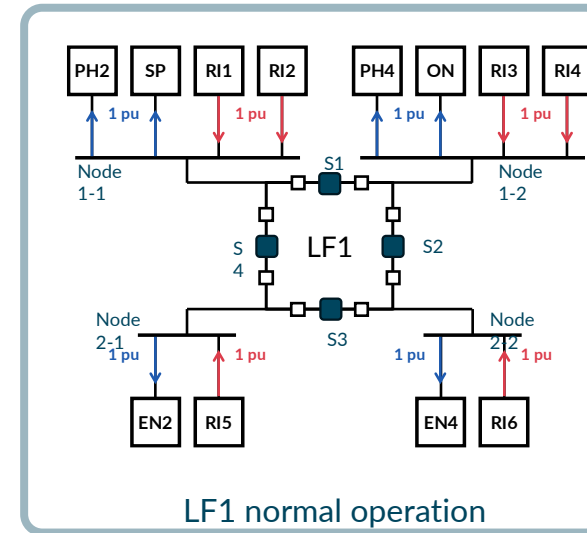 PH2 SP RI1 RI2 PH4 ON RI3 RI4
1 pu 1 pu 1 pu 1 pu
Node
1-1
S1
Node
1-2
S
4
LF1
S2
Node
2-1
S3
Node
2-2
1 pu 1 pu 1 pu 1 pu
EN2 RI5 EN4 RI6
LF1 normal operation